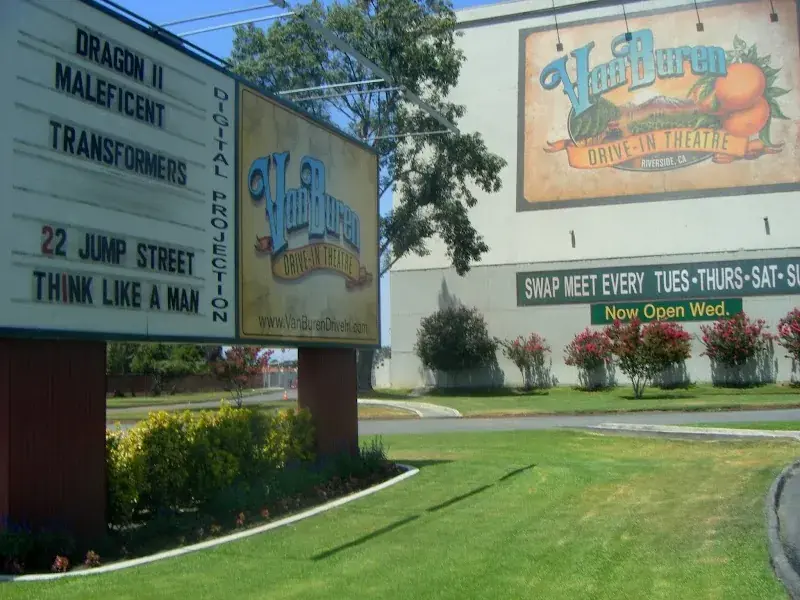 DRAGON II
MALEFICENT
TRANSFORMERS
22 JUMP STREET
THINK LIKE A MAN
DIGITAL PROJECTION
VanBuren
DRIVE-IN THEATRE
www.VanBurenDriveIn.com
VanBuren
DRIVE-IN THEATRE
RIVERSIDE, CA
SWAP MEET EVERY TUES•THURS•SAT•SU
Now Open Wed.